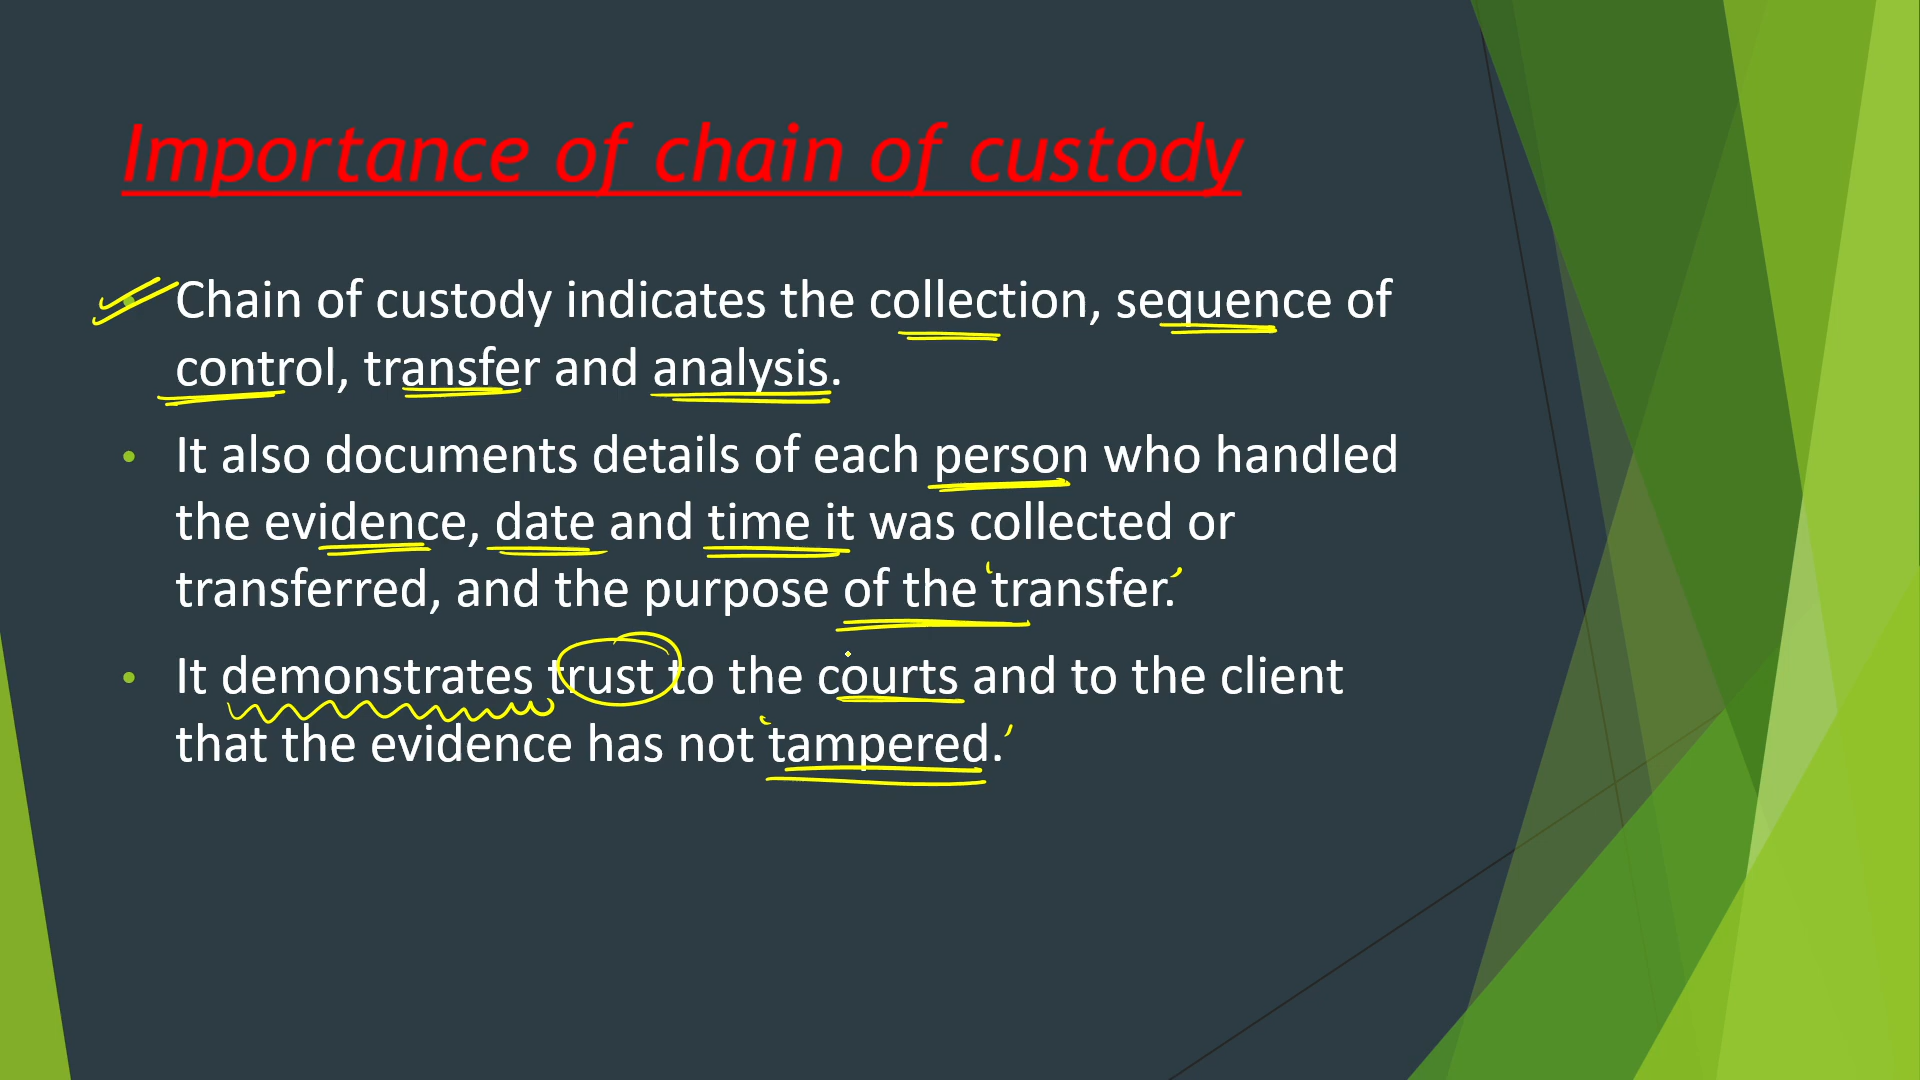 Importance of chain of custody
• Chain of custody indicates the collection, sequence of
control, transfer and analysis.
• It also documents details of each person who handled
the evidence, date and time it was collected or
transferred, and the purpose of the 'transfer.'
• It demonstrates trust to the courts and to the client
that the evidence has not 'tampered.'